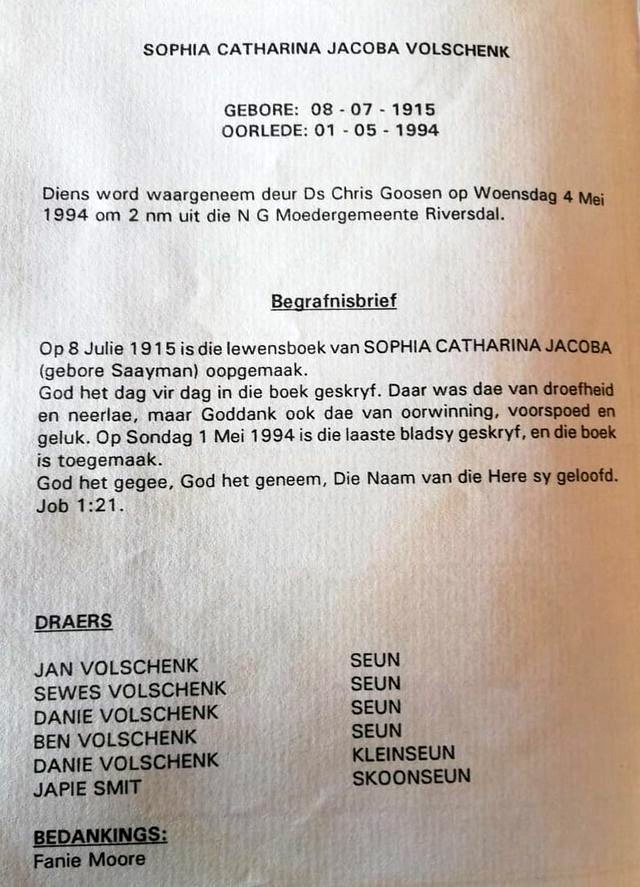 SOPHIA CATHARINA JACOBA VOLSCHENK
GEBORE: 08 - 07 - 1915
OORLEDE: 01 - 05 - 1994
Diens word waargeneem deur Ds Chris Goosen op Woensdag 4 Mei
1994 om 2 nm uit die N G Moedergemeente Riversdal.
Begrafnisbrief
Op 8 Julie 1915 is die lewensboek van SOPHIA CATHARINA JACOBA
(gebore Saayman) oopgemaak.
God het dag vir dag in die boek geskryf. Daar was dae van droefheid
en neerlae, maar Goddank ook dae van oorwinning, voorspoed en
geluk. Op Sondag 1 Mei 1994 is die laaste bladsy geskryf, en die boek
is toegemaak.
God het gegee, God het geneem, Die Naam van die Here sy geloofd.
Job 1:21.
DRAERS
JAN VOLSCHENK SEUN
SEWES VOLSCHENK SEUN
DANIE VOLSCHENK SEUN
BEN VOLSCHENK SEUN
DANIE VOLSCHENK KLEINSEUN
JAPIE SMIT SKOONSEUN
BEDANKINGS:
Fanie Moore